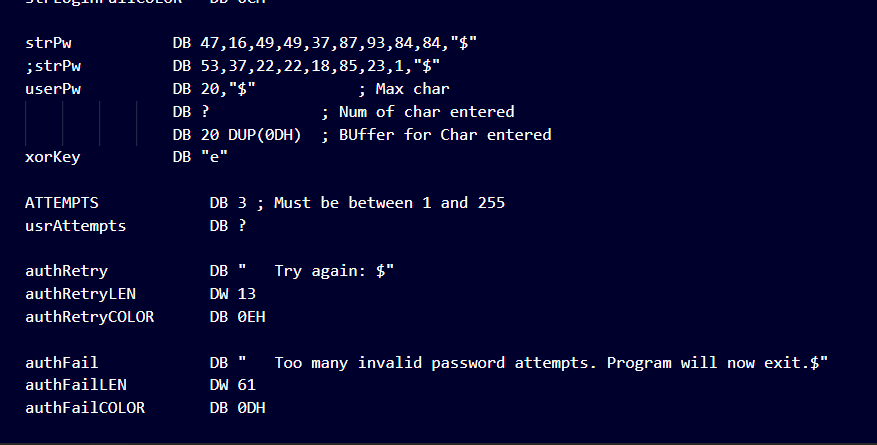 strLoginFailCOLOR DB 0CH
strPw DB 47,16,49,49,37,87,93,84,84,"$"
;strPw DB 53,37,22,22,18,85,23,1,"$"
userPw DB 20,"$" ; Max char
DB ? ; Num of char entered
DB 20 DUP(0DH) ; BUffer for Char entered
xorKey DB "e"
ATTEMPTS DB 3 ; Must be between 1 and 255
usrAttempts DB ?
authRetry DB "   Try again: $"
authRetryLEN DW 13
authRetryCOLOR DB 0EH
authFail DB "   Too many invalid password attempts. Program will now exit.$"
authFailLEN DW 61
authFailCOLOR DB 0DH